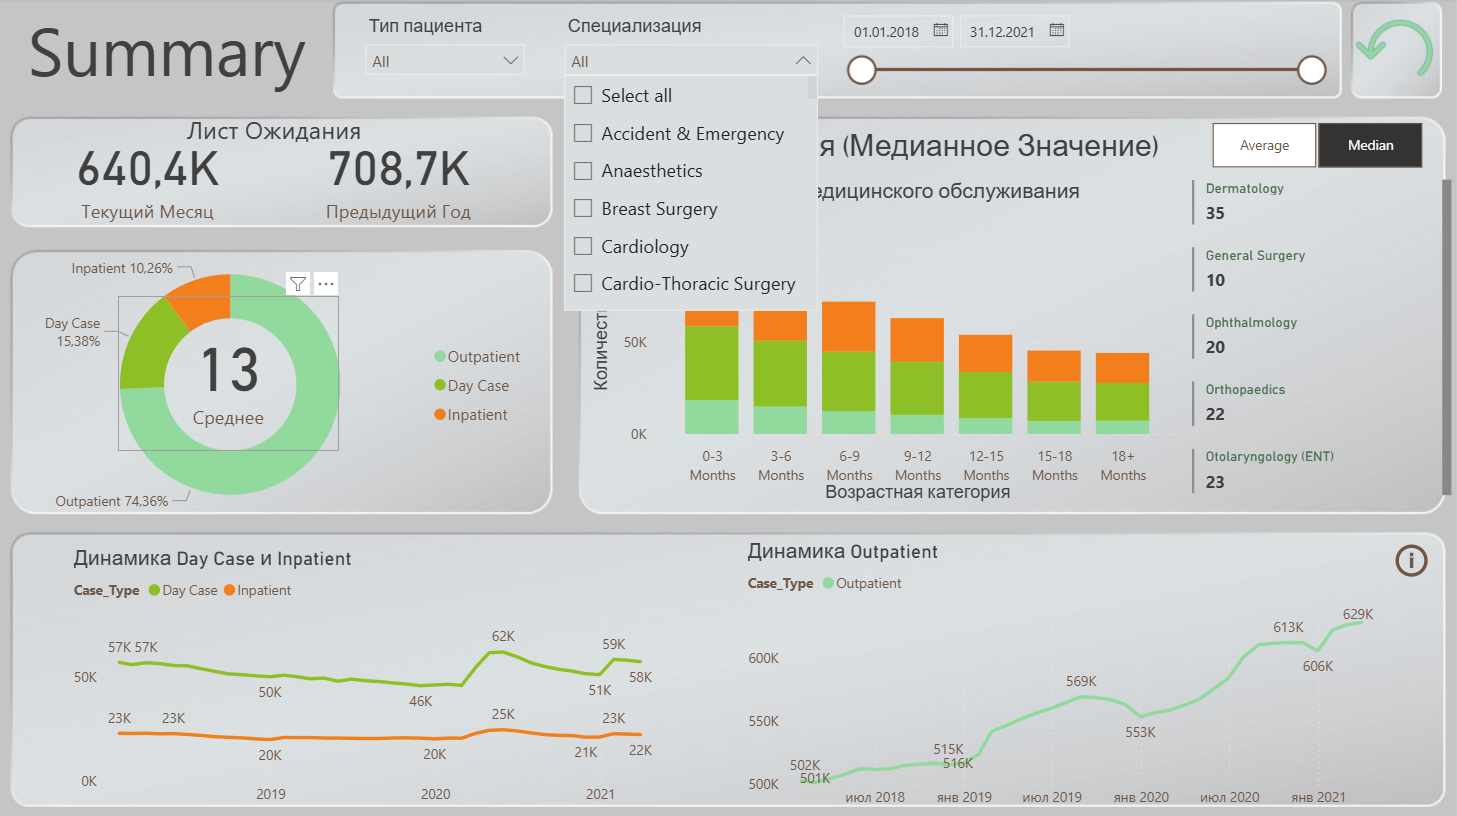 Summary
Тип пациента
All
Специализация
All
Select all
Accident & Emergency
Anaesthetics
Breast Surgery
Cardiology
Cardio-Thoracic Surgery
01.01.2018
31.12.2021
Лист Ожидания
640,4K
708,7K
Текущий Месяц
Предыдущий Год
Inpatient 10,26%
Day Case
15,38%
13
Среднее
Outpatient 74,36%
Outpatient
Day Case
Inpatient
я (Медианное Значение)
едицинского обслуживания
Average
Median
Количест
50K
0K
0-3
Months
3-6
Months
6-9
Months
9-12
Months
12-15
Months
15-18
Months
18+
Months
Возрастная категория
Dermatology
35
General Surgery
10
Ophthalmology
20
Orthopaedics
22
Otolaryngology (ENT)
23
Динамика Day Case и Inpatient
Case_Type Day Case Inpatient
57K 57K
50K
46K
62K
51K
59K
58K
23K
23K
20K
20K
25K
21K
23K
22K
50K
0K
2019
2020
2021
Динамика Outpatient
Case_Type Outpatient
600K
550K
500K
502K
501K
515K
516K
569K
553K
613K
606K
629K
июл 2018
янв 2019
июл 2019
янв 2020
июл 2020
янв 2021